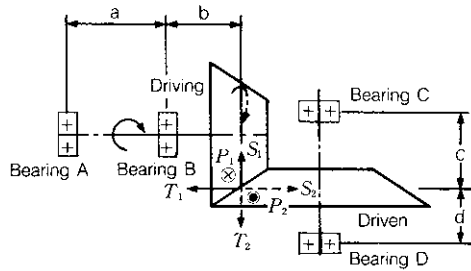 a
b
Driving
Bearing C
Bearing A
Bearing B
P1
S1
c
T1
S2
P2
Driven
d
T2
Bearing D